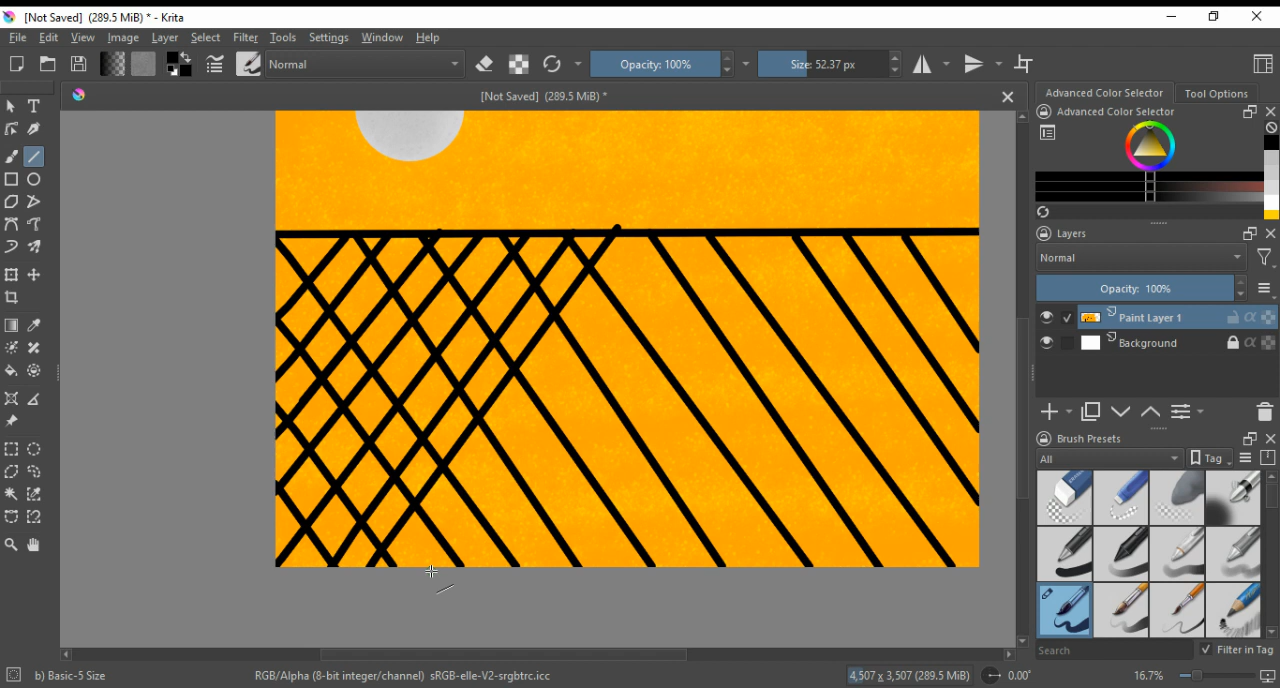 [Not Saved] (289.5 MiB) * - Krita
File Edit View Image Layer Select Filter Tools Settings Window Help
Normal Opacity: 100% Size: 52.37 px
[Not Saved] (289.5 MiB) *
Advanced Color Selector Tool Options
Advanced Color Selector
Layers
Normal
Opacity: 100%
Paint Layer 1
Background
Brush Presets
All Tag
Search Filter in Tag
b) Basic-5 Size RGB/Alpha (8-bit integer/channel) sRGB-elle-V2-srgbtrc.icc 4,507 x 3,507 (289.5 MiB) 0.00° 16.7%